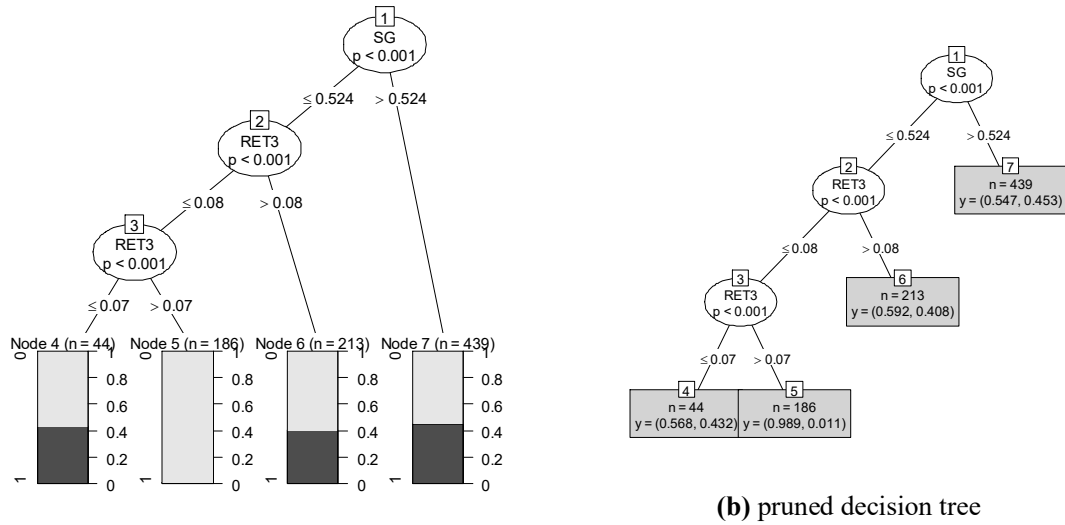 1
SG
p < 0.001
≤ 0.524
> 0.524
2
RET3
p < 0.001
≤ 0.08
> 0.08
3
RET3
p < 0.001
≤ 0.07
> 0.07
Node 4 (n = 44)
Node 5 (n = 186)
Node 6 (n = 213)
Node 7 (n = 439)
0
1
1
0.8
0.6
0.4
0.2
0
0
1
1
0.8
0.6
0.4
0.2
0
0
1
1
0.8
0.6
0.4
0.2
0
0
1
1
0.8
0.6
0.4
0.2
0
1
SG
p < 0.001
≤0.524
>0.524
2
RET3
p < 0.001
7
n = 439
y = (0.547, 0.453)
≤0.08
>0.08
3
RET3
p < 0.001
6
n = 213
y = (0.592, 0.408)
≤0.07
>0.07
4
n = 44
y = (0.568, 0.432)
5
n = 186
y = (0.989, 0.011)
(b) pruned decision tree